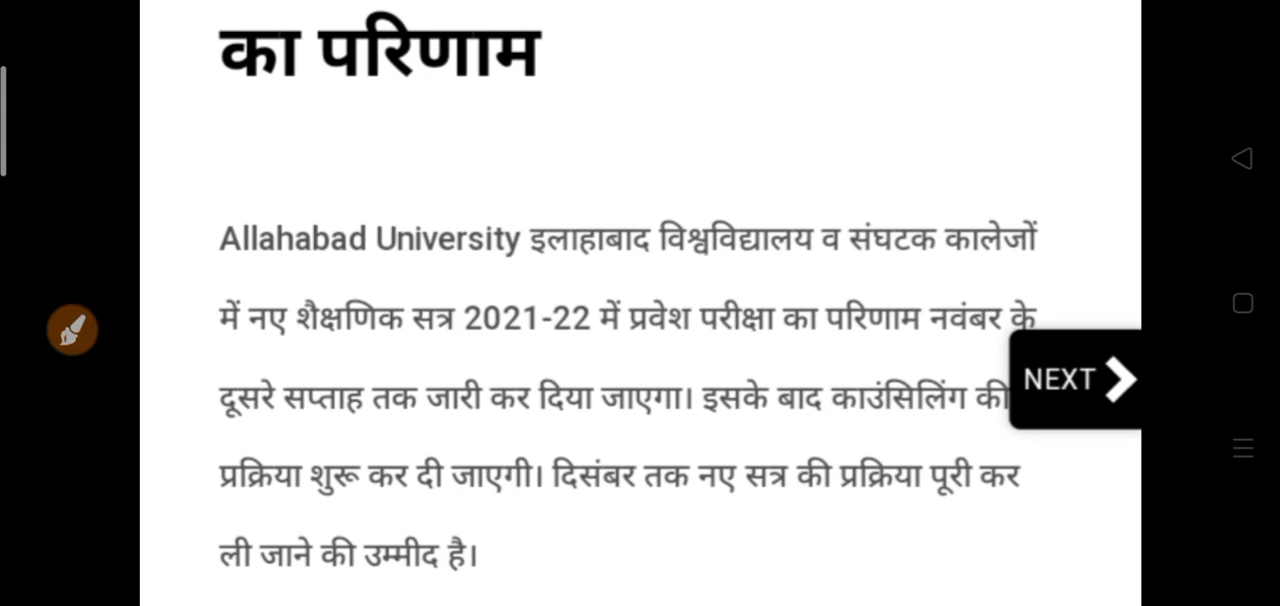 का परिणाम
Allahabad University इलाहाबाद विश्वविद्यालय व संघटक कालेजों
में नए शैक्षणिक सत्र 2021-22 में प्रवेश परीक्षा का परिणाम नवंबर के
दूसरे सप्ताह तक जारी कर दिया जाएगा। इसके बाद काउंसिलिंग की
NEXT
प्रक्रिया शुरू कर दी जाएगी। दिसंबर तक नए सत्र की प्रक्रिया पूरी कर
ली जाने की उम्मीद है।